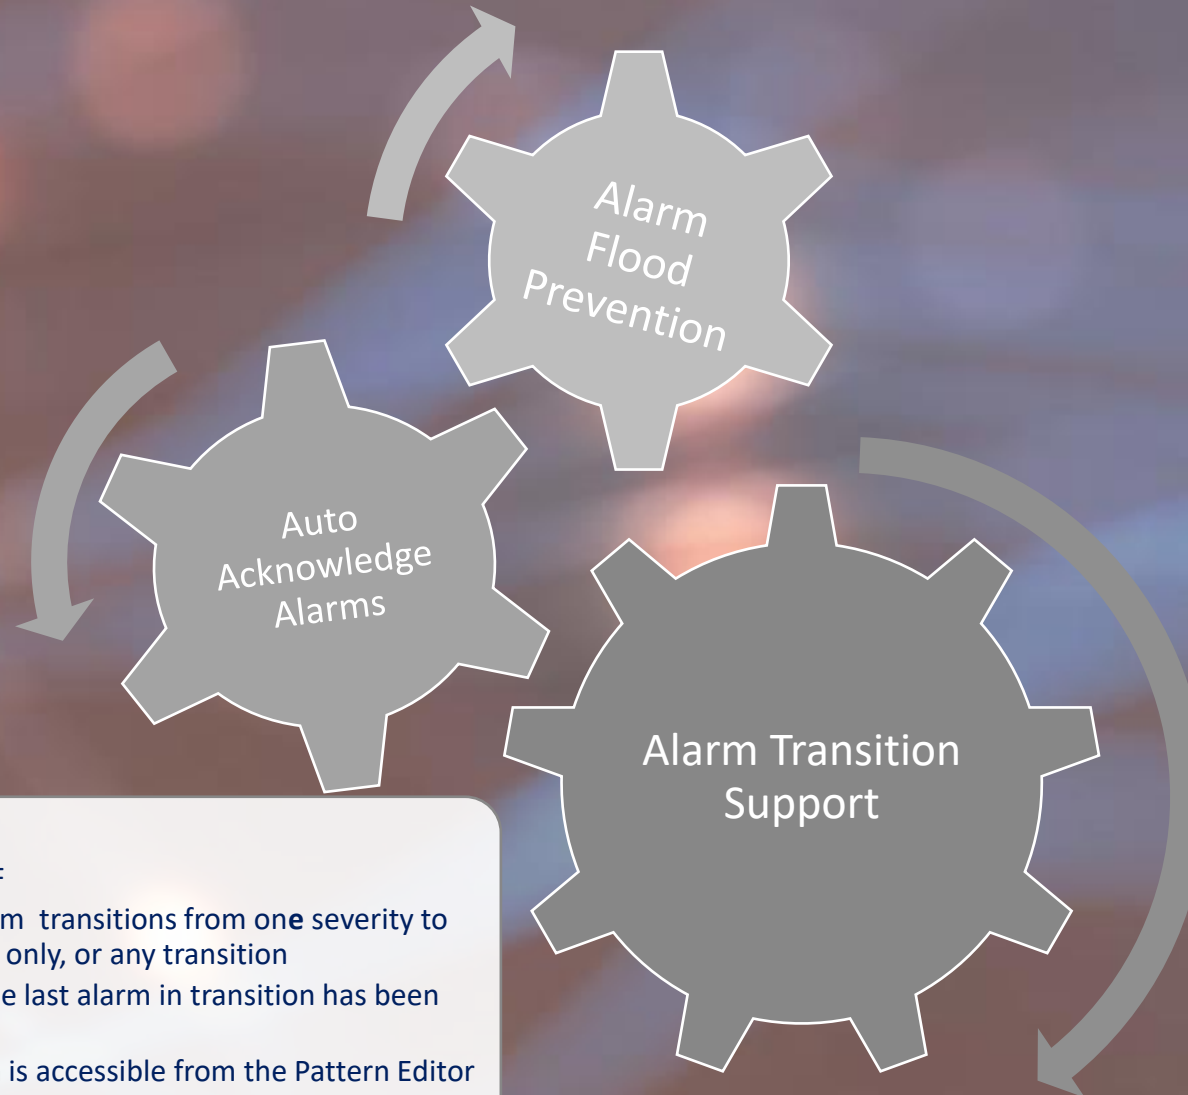 Alarm
Flood
Prevention
Auto
Acknowledge
Alarms
Alarm Transition
Support
transitions from one severity to
only, or any transition
last alarm in transition has been
is accessible from the Pattern Editor